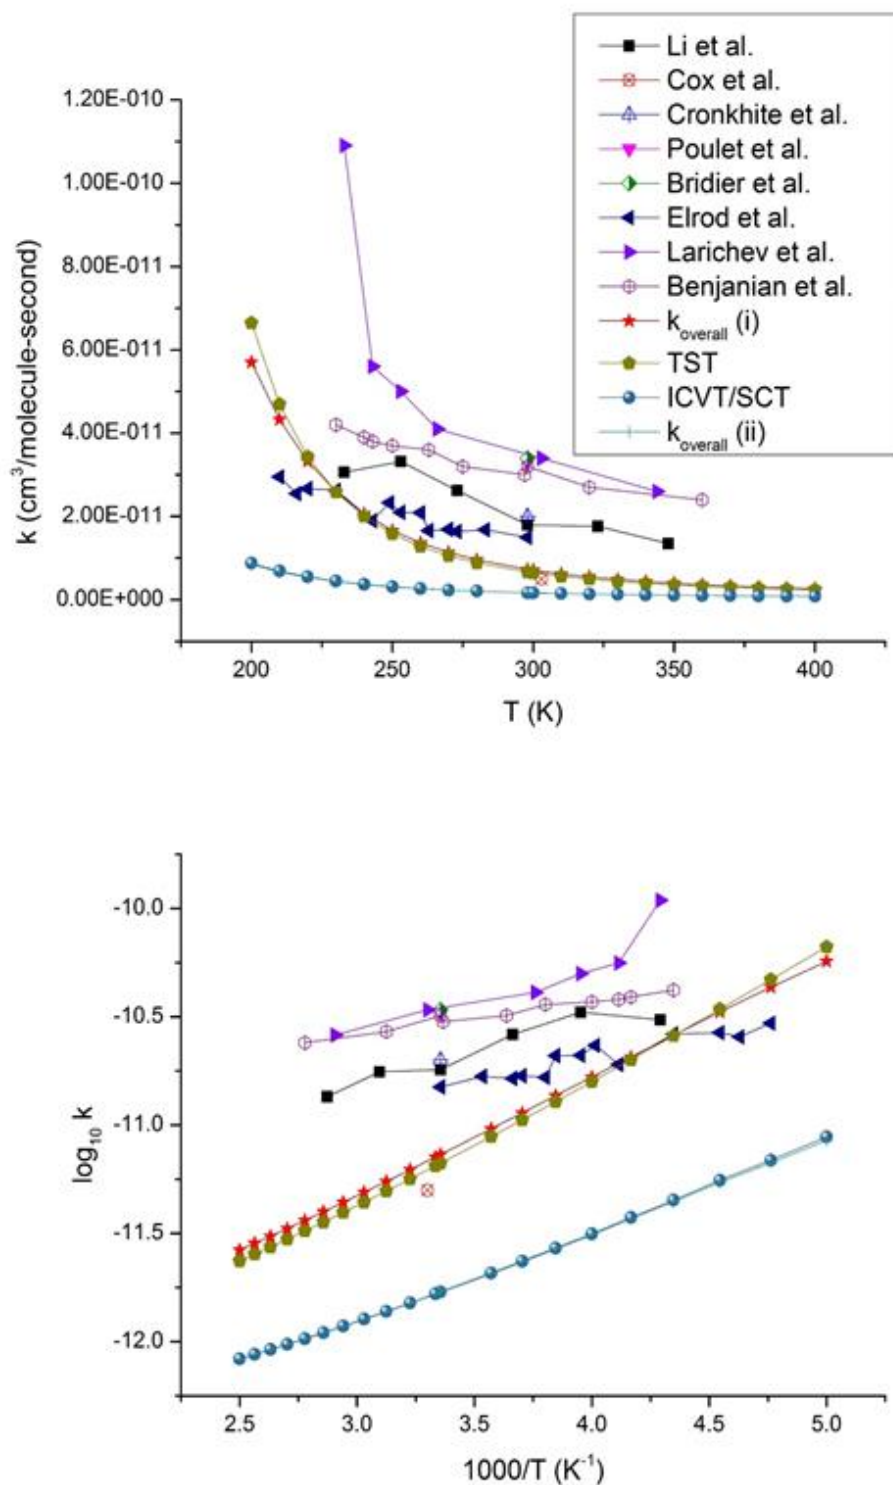 Li et al.
Cox et al.
Cronkhite et al.
Poulet et al.
Bridier et al.
Elrod et al.
Larichev et al.
Benjanian et al.
k_overall (i)
TST
ICVT/SCT
k_overall (ii)
1.20E-010
1.00E-010
8.00E-011
6.00E-011
4.00E-011
2.00E-011
0.00E+000
k (cm³/molecule-second)
200 250 300 350 400
T (K)
-10.0
-10.5
-11.0
-11.5
-12.0
log₁₀ k
2.5 3.0 3.5 4.0 4.5 5.0
1000/T (K⁻¹)